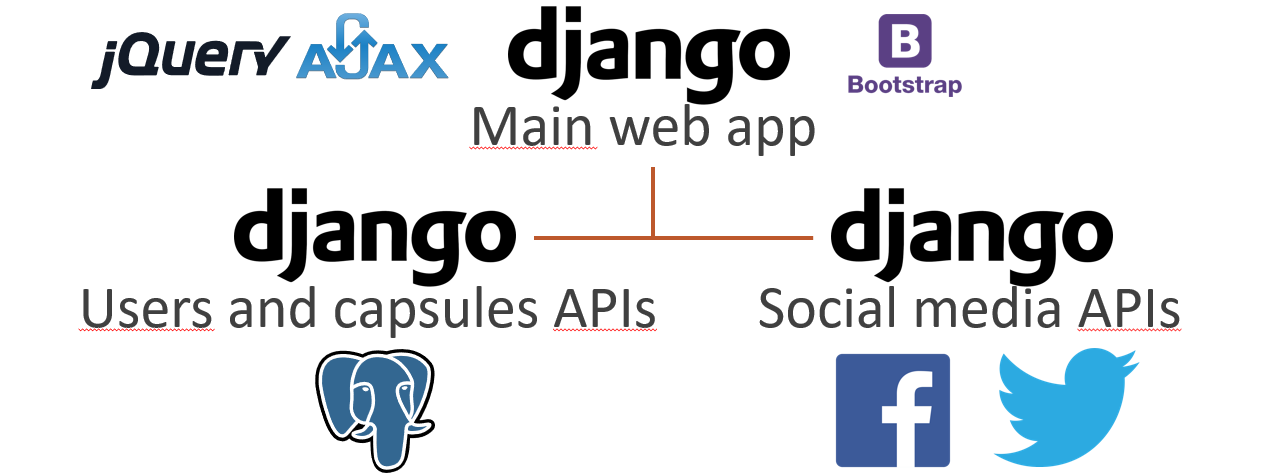 jQuery AJAX django B
Bootstrap
Main web app
django django
Users and capsules APIs Social media APIs
f